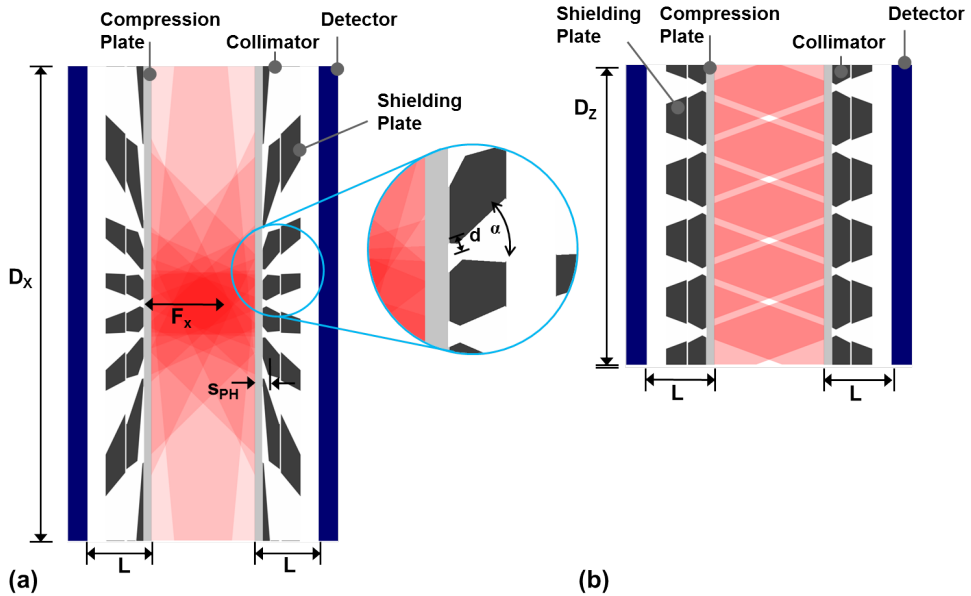 Compression
Plate
Collimator
Detector
Shielding
Plate
D_X
F_x
d
α
s_PH
L
L
(a)
Shielding
Plate
Compression
Plate
Collimator
Detector
D_Z
L
L
(b)